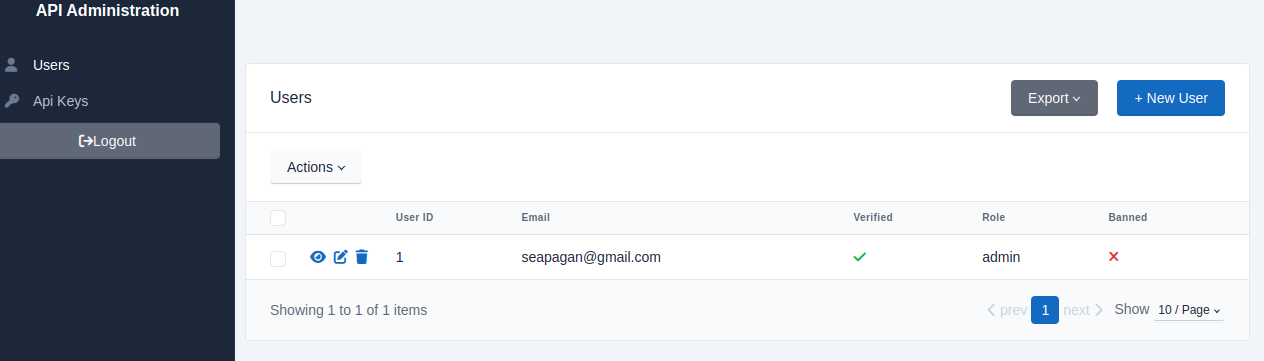 API Administration
Users
Api Keys
Logout
Users
Export
+ New User
Actions
User ID Email Verified Role Banned
1 seapagan@gmail.com admin
Showing 1 to 1 of 1 items
prev 1 next Show 10 / Page